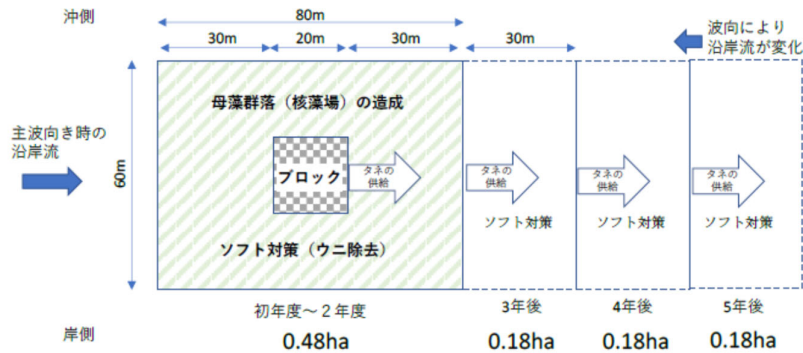 沖側
80m
30m
20m
30m
30m
波向により
沿岸流が変化
母藻群落（核藻場）の造成
主波向き時の
沿岸流
60m
ブロック
タネの
供給
タネの
供給
タネの
供給
タネの
供給
ソフト対策
ソフト対策
ソフト対策
ソフト対策（ウニ除去）
初年度～２年度
3年後
4年後
5年後
岸側
0.48ha
0.18ha
0.18ha
0.18ha